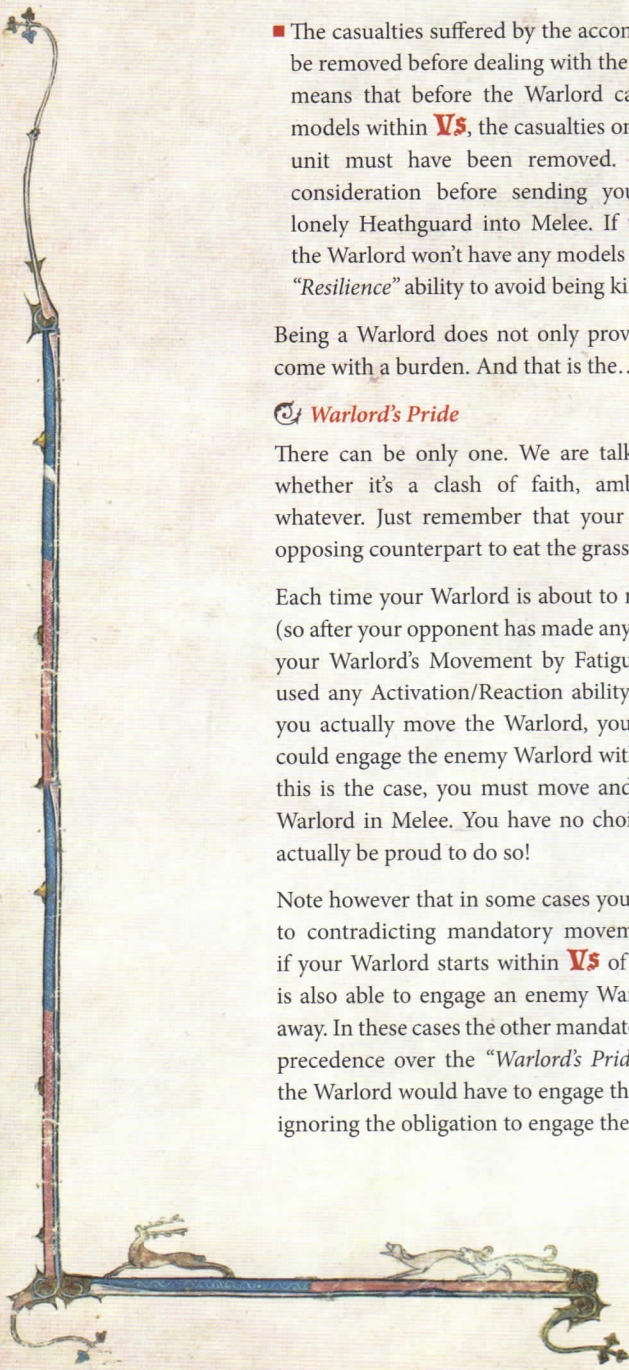 ▪ The casualties suffered by the accom
be removed before dealing with the
means that before the Warlord ca
models within VS, the casualties on
unit must have been removed.
consideration before sending you
lonely Heathguard into Melee. If
the Warlord won't have any models
“Resilience” ability to avoid being ki
Being a Warlord does not only prov
come with a burden. And that is the…
Warlord's Pride
There can be only one. We are talk
whether it's a clash of faith, amb
whatever. Just remember that your
opposing counterpart to eat the grass
Each time your Warlord is about to
(so after your opponent has made any
your Warlord's Movement by Fatigu
used any Activation/Reaction ability
you actually move the Warlord, you
could engage the enemy Warlord wit
this is the case, you must move and
Warlord in Melee. You have no choi
actually be proud to do so!
Note however that in some cases you
to contradicting mandatory movem
if your Warlord starts within VS of
is also able to engage an enemy Wa
away. In these cases the other mandat
precedence over the “Warlord's Prid
the Warlord would have to engage th
ignoring the obligation to engage the